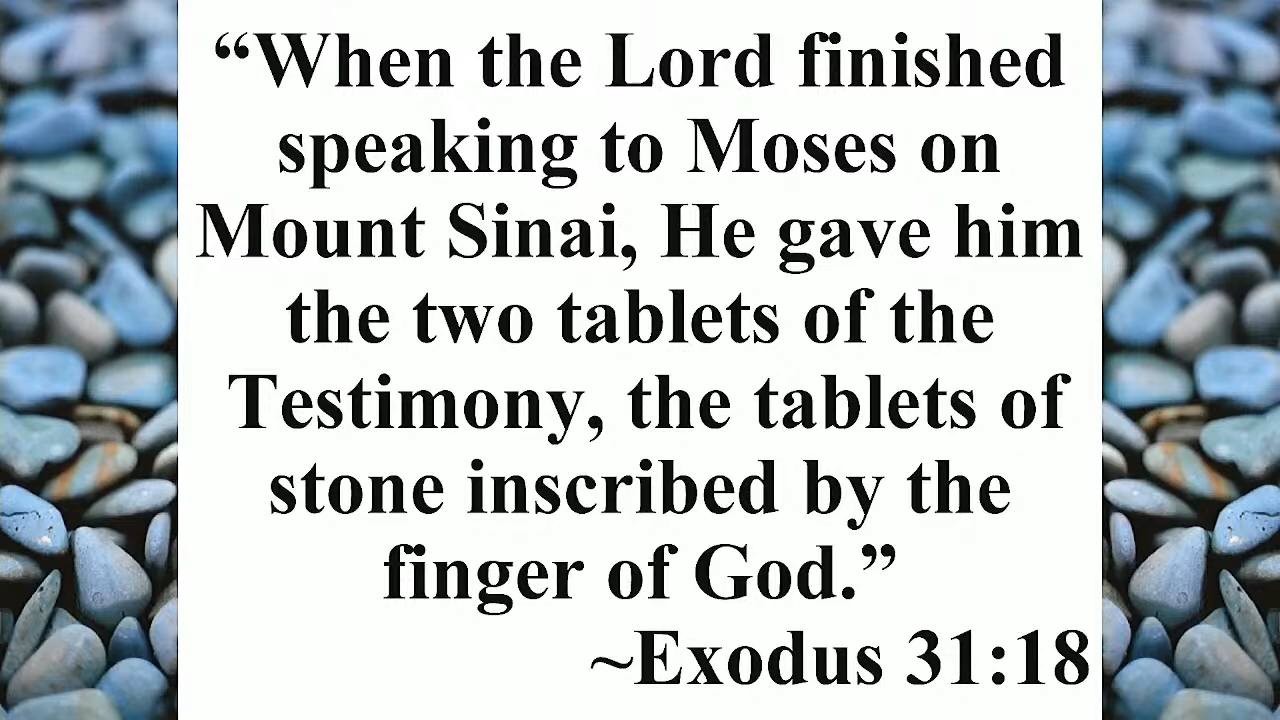 “When the Lord finished
speaking to Moses on
Mount Sinai, He gave him
the two tablets of the
Testimony, the tablets of
stone inscribed by the
finger of God.”
~Exodus 31:18